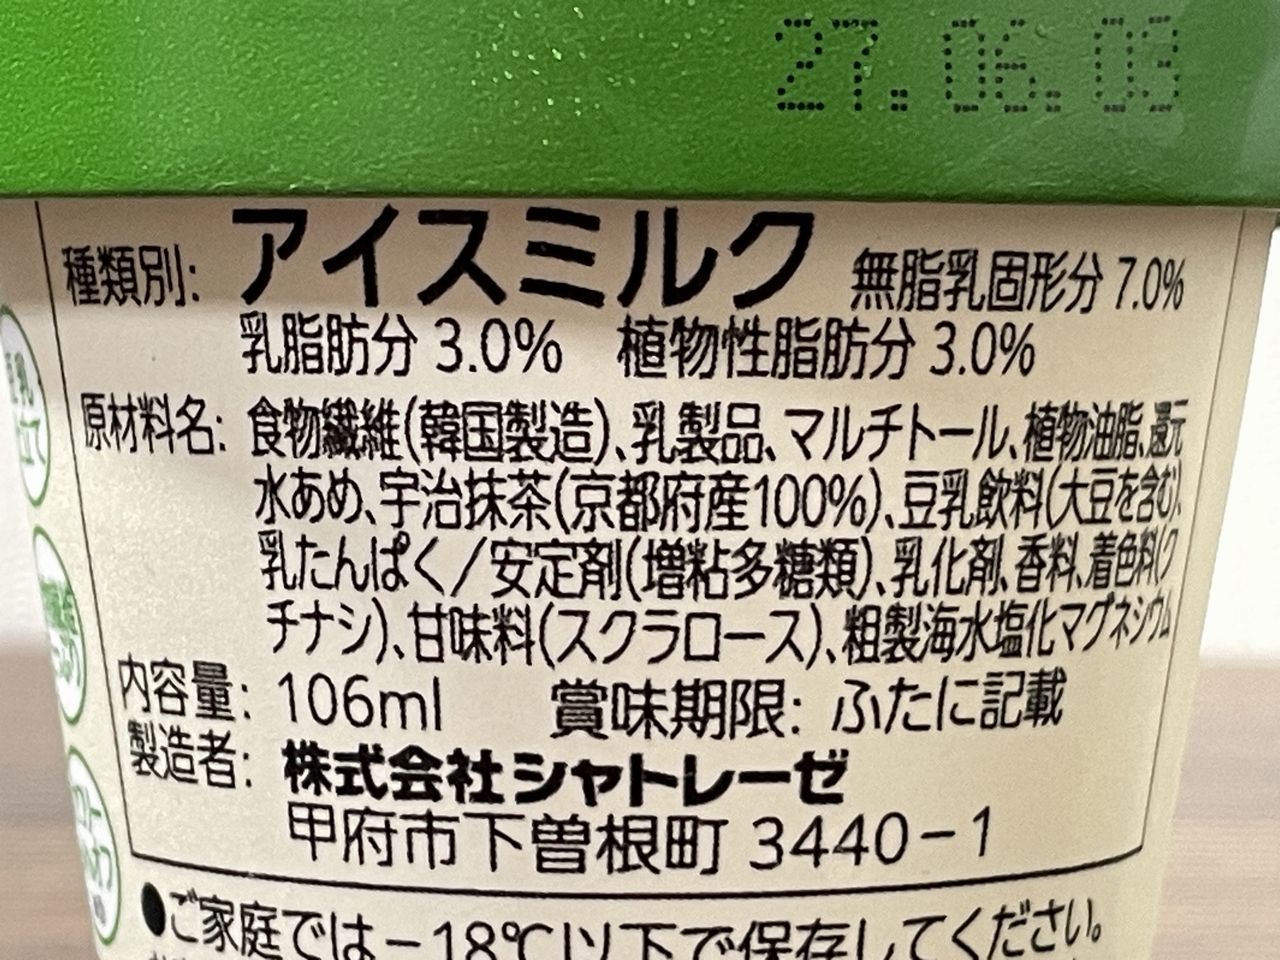 27.06.03
種類別: アイスミルク 無脂乳固形分 7.0%
乳脂肪分 3.0% 植物性脂肪分 3.0%
原材料名: 食物繊維(韓国製造)、乳製品、マルチトール、植物油脂、還元
水あめ、宇治抹茶(京都府産100%)、豆乳飲料(大豆を含む)、
乳たんぱく/安定剤(増粘多糖類)、乳化剤、香料、着色料(ク
チナシ)、甘味料(スクラロース)、粗製海水塩化マグネシウム
内容量: 106ml 賞味期限: ふたに記載
製造者: 株式会社シャトレーゼ
甲府市下曽根町 3440-1
●ご家庭では-18℃以下で保存してください。